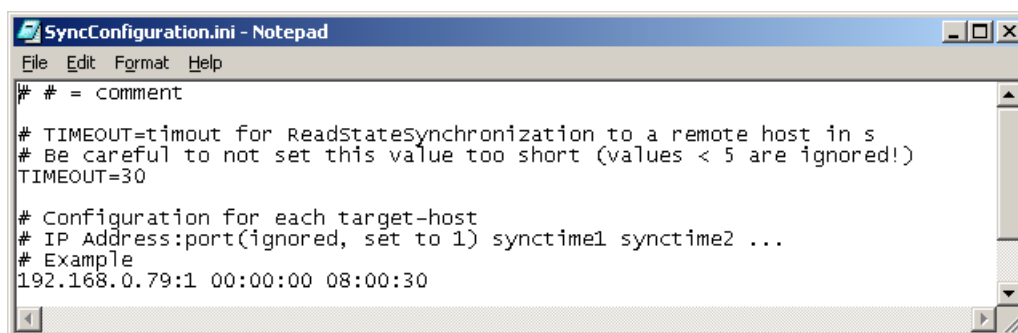 SyncConfiguration.ini - Notepad
File Edit Format Help
# # = comment
# TIMEOUT=timout for ReadStateSynchronization to a remote host in s
# Be careful to not set this value too short (values < 5 are ignored!)
TIMEOUT=30
# Configuration for each target-host
# IP Address:port(ignored, set to 1) synctime1 synctime2 ...
# Example
192.168.0.79:1 00:00:00 08:00:30